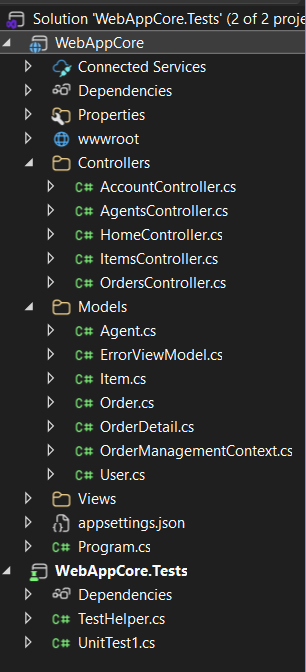 Solution 'WebAppCore.Tests' (2 of 2 proje
WebAppCore
Connected Services
Dependencies
Properties
wwwroot
Controllers
C# AccountController.cs
C# AgentsController.cs
C# HomeController.cs
C# ItemsController.cs
C# OrdersController.cs
Models
C# Agent.cs
C# ErrorViewModel.cs
C# Item.cs
C# Order.cs
C# OrderDetail.cs
C# OrderManagementContext.cs
C# User.cs
Views
appsettings.json
C# Program.cs
WebAppCore.Tests
Dependencies
C# TestHelper.cs
C# UnitTest1.cs